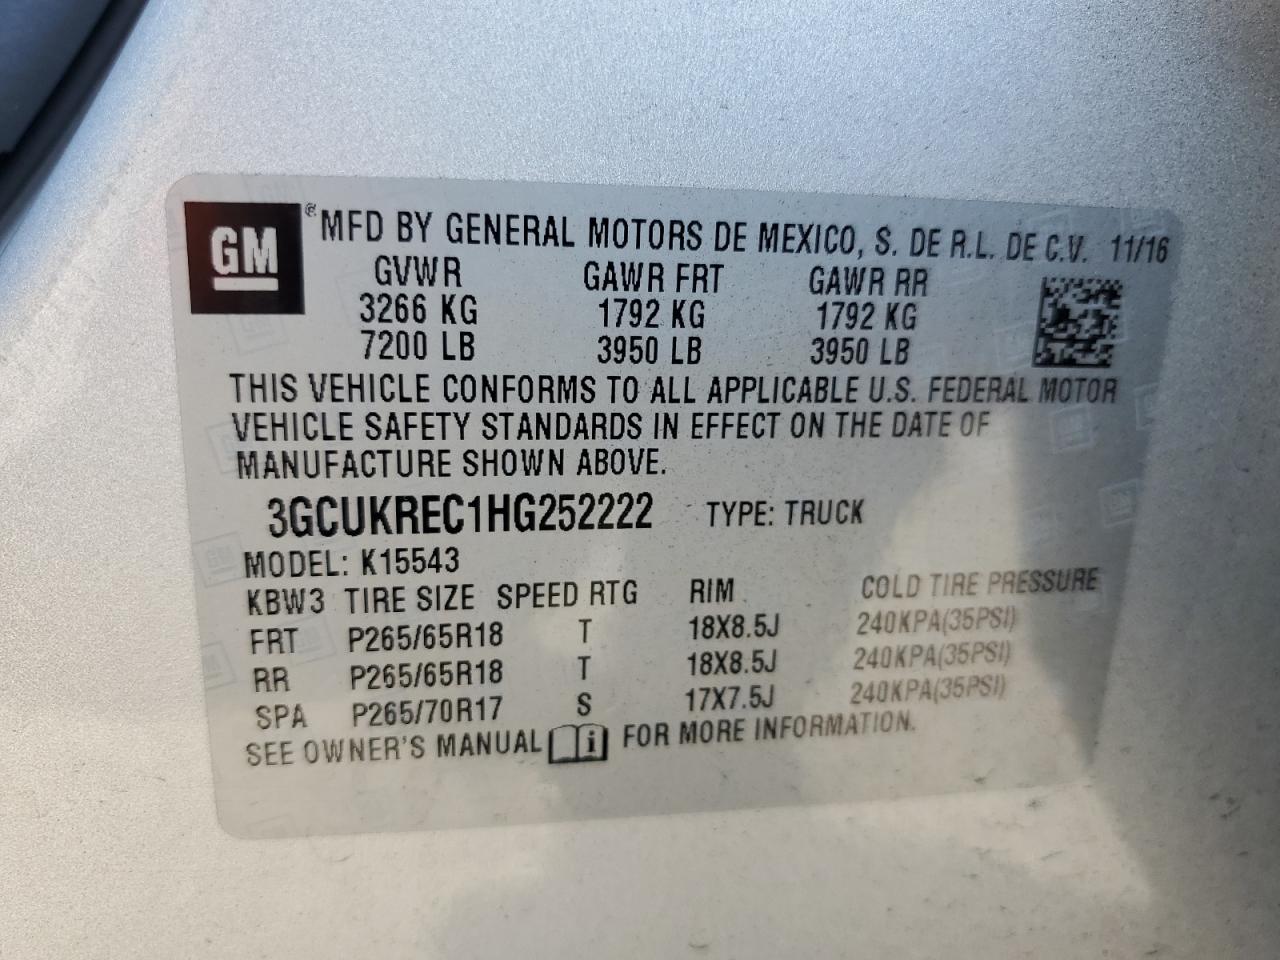 GM ® MFD BY GENERAL MOTORS DE MEXICO, S. DE R.L. DE C.V. 11/16
GVWR GAWR FRT GAWR RR
3266 KG 1792 KG 1792 KG
7200 LB 3950 LB 3950 LB
THIS VEHICLE CONFORMS TO ALL APPLICABLE U.S. FEDERAL MOTOR
VEHICLE SAFETY STANDARDS IN EFFECT ON THE DATE OF
MANUFACTURE SHOWN ABOVE.
3GCUKREC1HG252222 TYPE: TRUCK
MODEL: K15543
KBW3 TIRE SIZE SPEED RTG RIM COLD TIRE PRESSURE
FRT P265/65R18 T 18X8.5J 240KPA(35PSI)
RR P265/65R18 T 18X8.5J 240KPA(35PSI)
SPA P265/70R17 S 17X7.5J 240KPA(35PSI)
SEE OWNER'S MANUAL i FOR MORE INFORMATION.